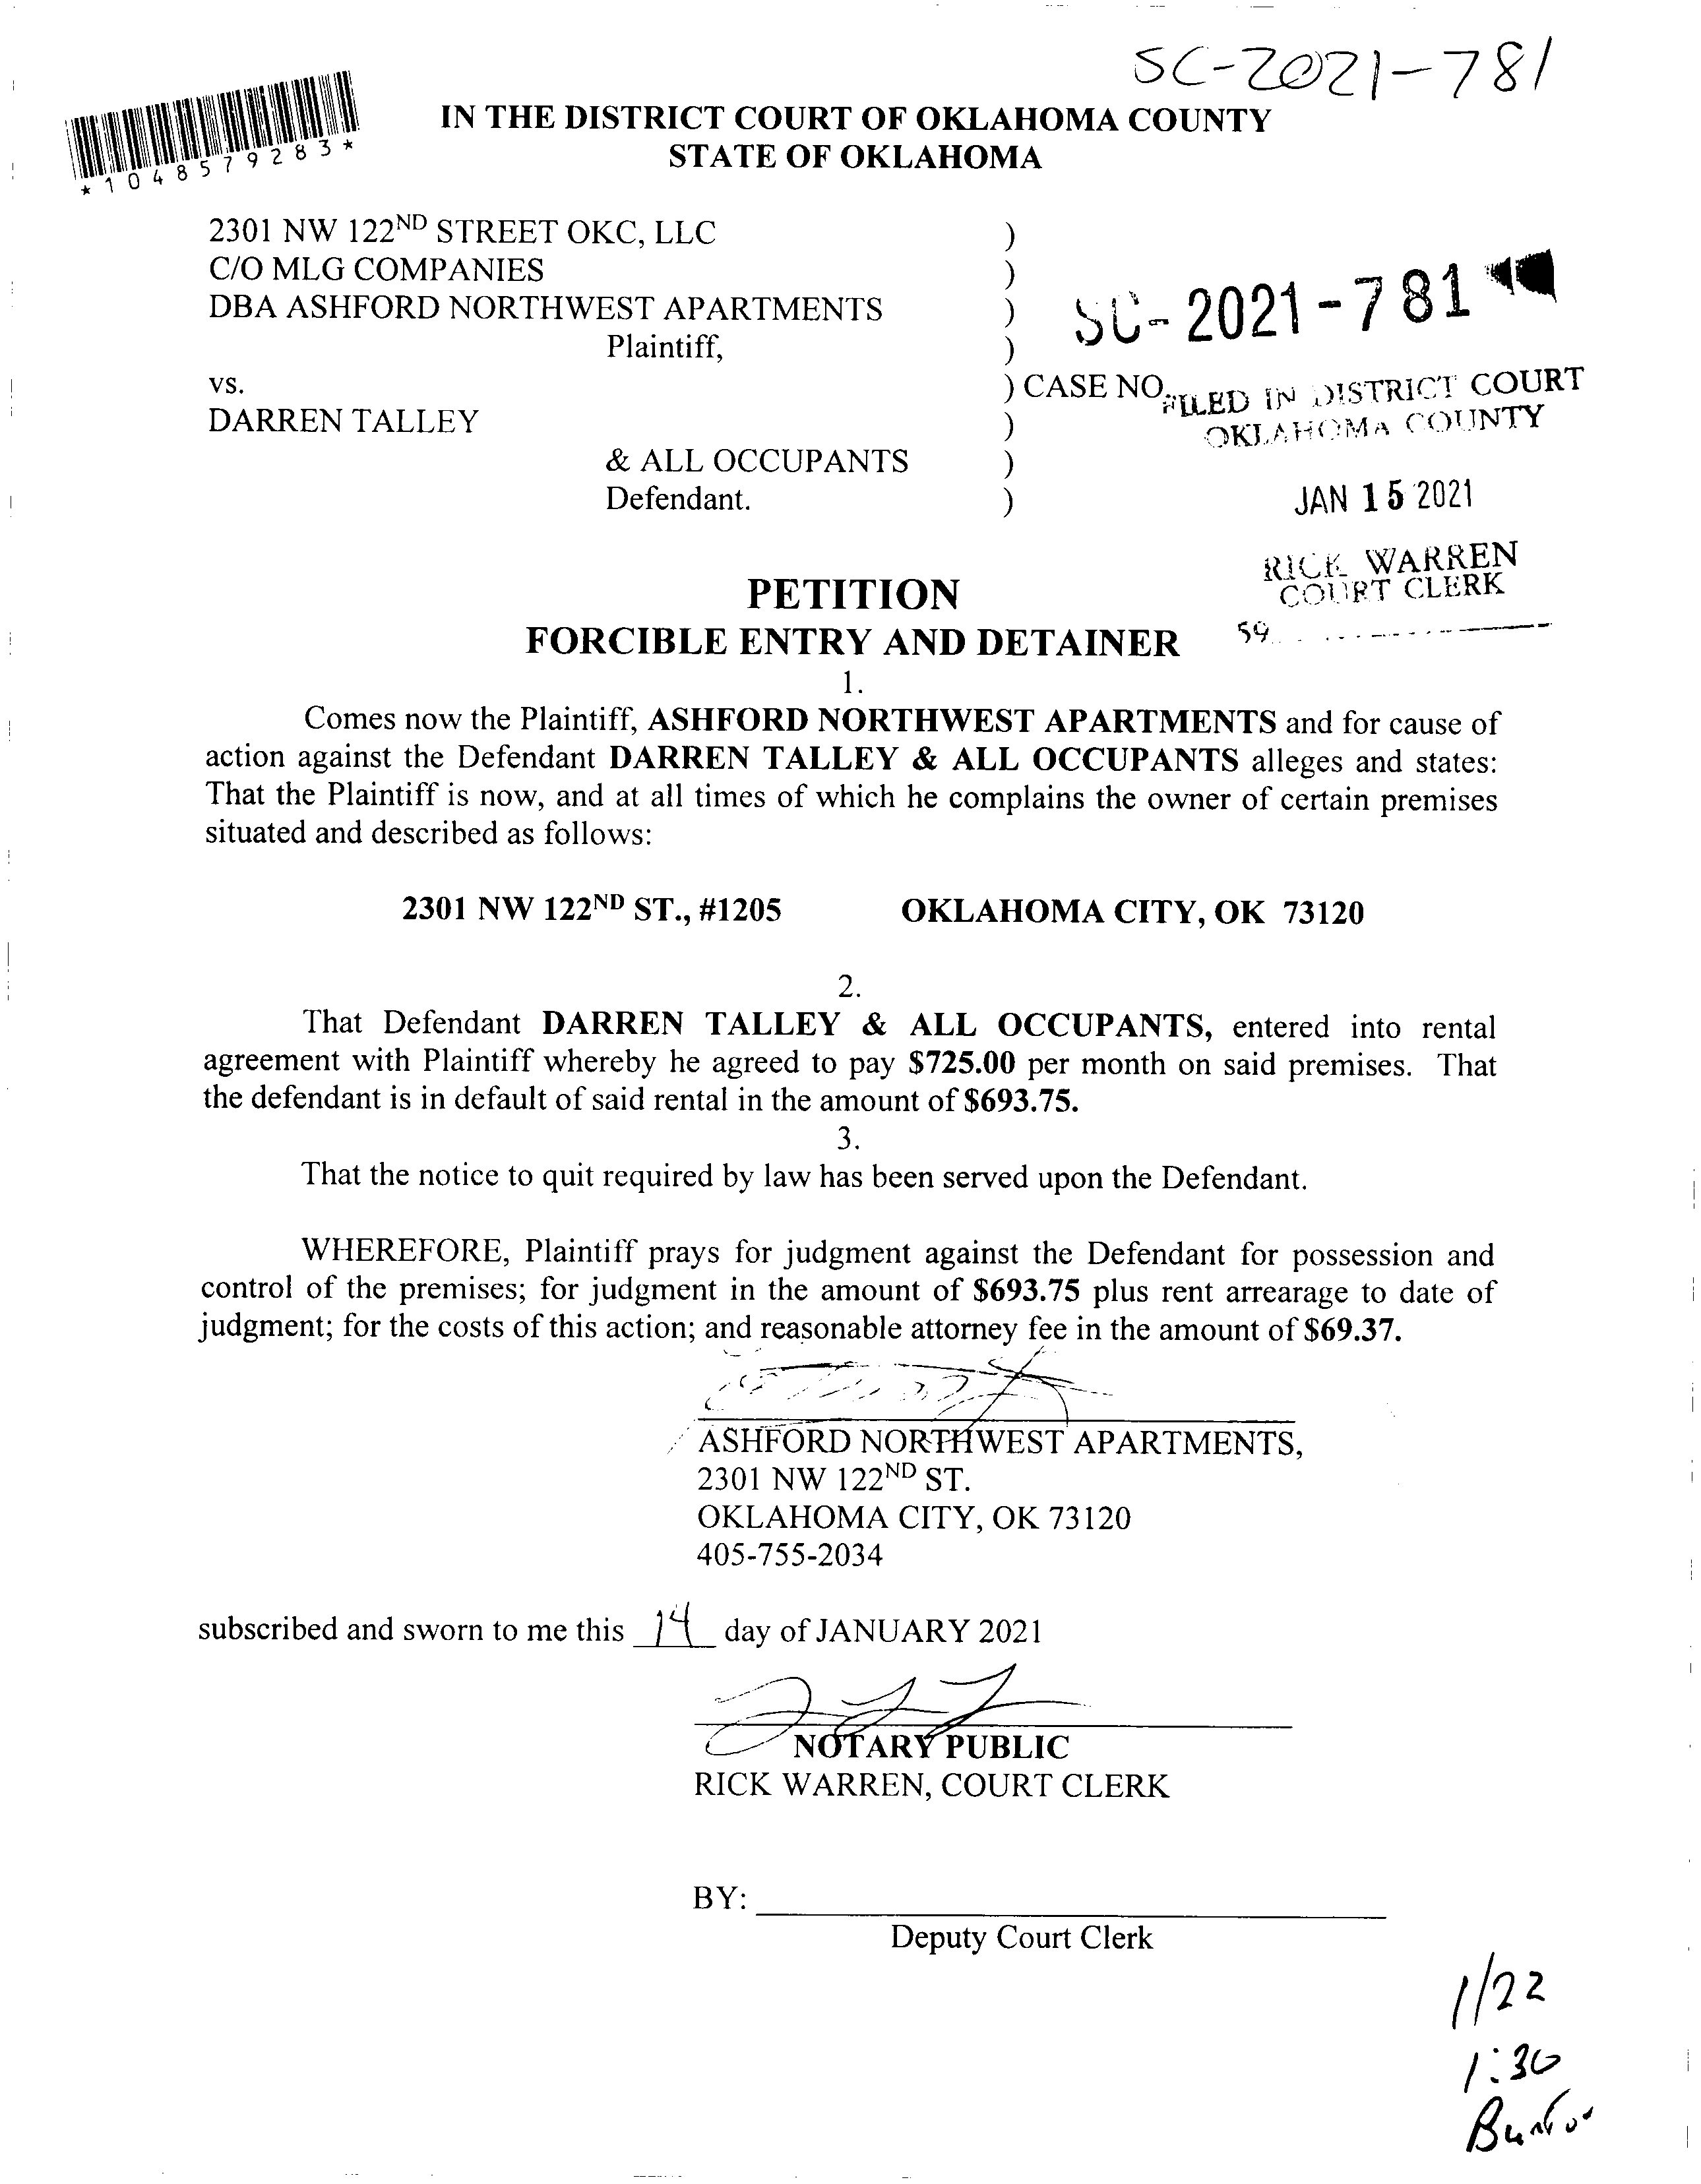 SC-2021-781
*1048579283*
IN THE DISTRICT COURT OF OKLAHOMA COUNTY
STATE OF OKLAHOMA
2301 NW 122ND STREET OKC, LLC )
C/O MLG COMPANIES )
DBA ASHFORD NORTHWEST APARTMENTS )
Plaintiff, )
SC-2021-781
vs. ) CASE NO.
DARREN TALLEY )
& ALL OCCUPANTS )
Defendant. )
FILED IN DISTRICT COURT
OKLAHOMA COUNTY
JAN 15 2021
RICK WARREN
COURT CLERK
59
PETITION
FORCIBLE ENTRY AND DETAINER
1.
Comes now the Plaintiff, ASHFORD NORTHWEST APARTMENTS and for cause of
action against the Defendant DARREN TALLEY & ALL OCCUPANTS alleges and states:
That the Plaintiff is now, and at all times of which he complains the owner of certain premises
situated and described as follows:
2301 NW 122ND ST., #1205 OKLAHOMA CITY, OK 73120
2.
That Defendant DARREN TALLEY & ALL OCCUPANTS, entered into rental
agreement with Plaintiff whereby he agreed to pay $725.00 per month on said premises. That
the defendant is in default of said rental in the amount of $693.75.
3.
That the notice to quit required by law has been served upon the Defendant.
WHEREFORE, Plaintiff prays for judgment against the Defendant for possession and
control of the premises; for judgment in the amount of $693.75 plus rent arrearage to date of
judgment; for the costs of this action; and reasonable attorney fee in the amount of $69.37.
ASHFORD NORTHWEST APARTMENTS,
2301 NW 122ND ST.
OKLAHOMA CITY, OK 73120
405-755-2034
subscribed and sworn to me this 14 day of JANUARY 2021
NOTARY PUBLIC
RICK WARREN, COURT CLERK
BY:
Deputy Court Clerk
1/22
1:30